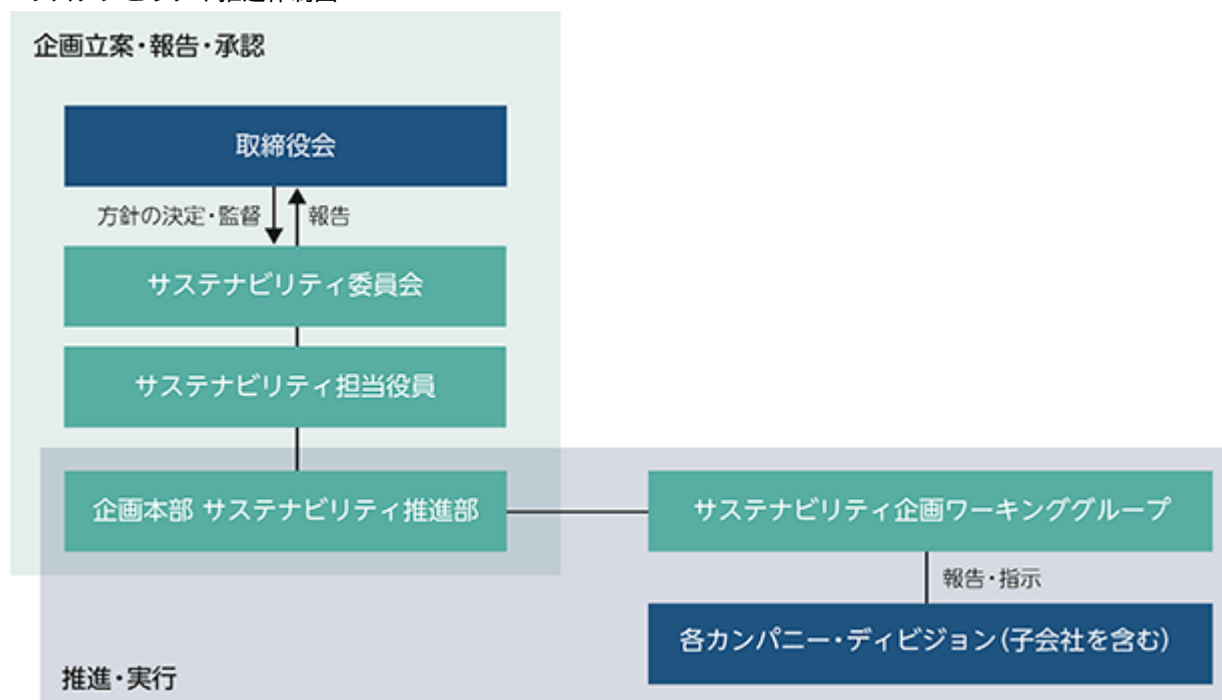 企画立案・報告・承認
取締役会
方針の決定・監督
報告
サステナビリティ委員会
サステナビリティ担当役員
企画本部 サステナビリティ推進部
サステナビリティ企画ワーキンググループ
報告・指示
各カンパニー・ディビジョン(子会社を含む)
推進・実行